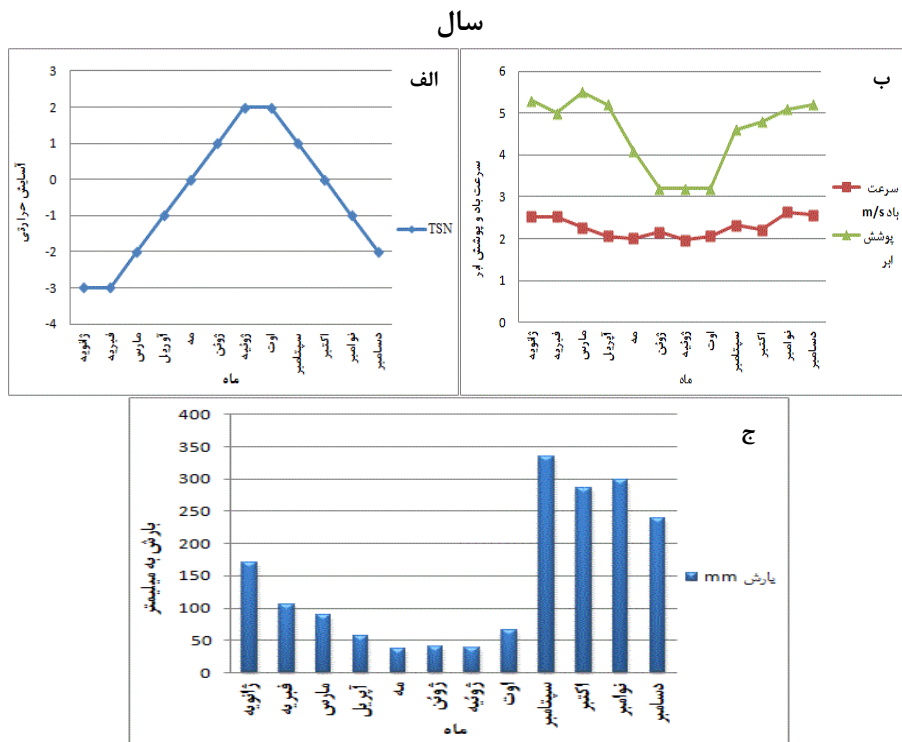 سال
الف
3
2
1
0
-1
-2
-3
-4
آسایش حرارتی
TSN
ژانویه
فبریه
مارس
آوریل
مه
ژوئن
ژوئیه
اوت
سپتامبر
اکتبر
نوامبر
دسامبر
ماه
ب
6
5
4
3
2
1
0
سرعت باد و پوشش ابر
سرعت
باد m/s
پوشش
ابر
ژانویه
فبریه
مارس
آپریل
مه
ژوئن
ژوئیه
اوت
سپتامبر
اکتبر
نوامبر
دسامبر
ماه
ج
400
350
300
250
200
150
100
50
0
بارش به میلیمتر
بارش mm
ژانویه
فبریه
مارس
آپریل
مه
ژوئن
ژوئیه
اوت
سپتامبر
اکتبر
نوامبر
دسامبر
ماه